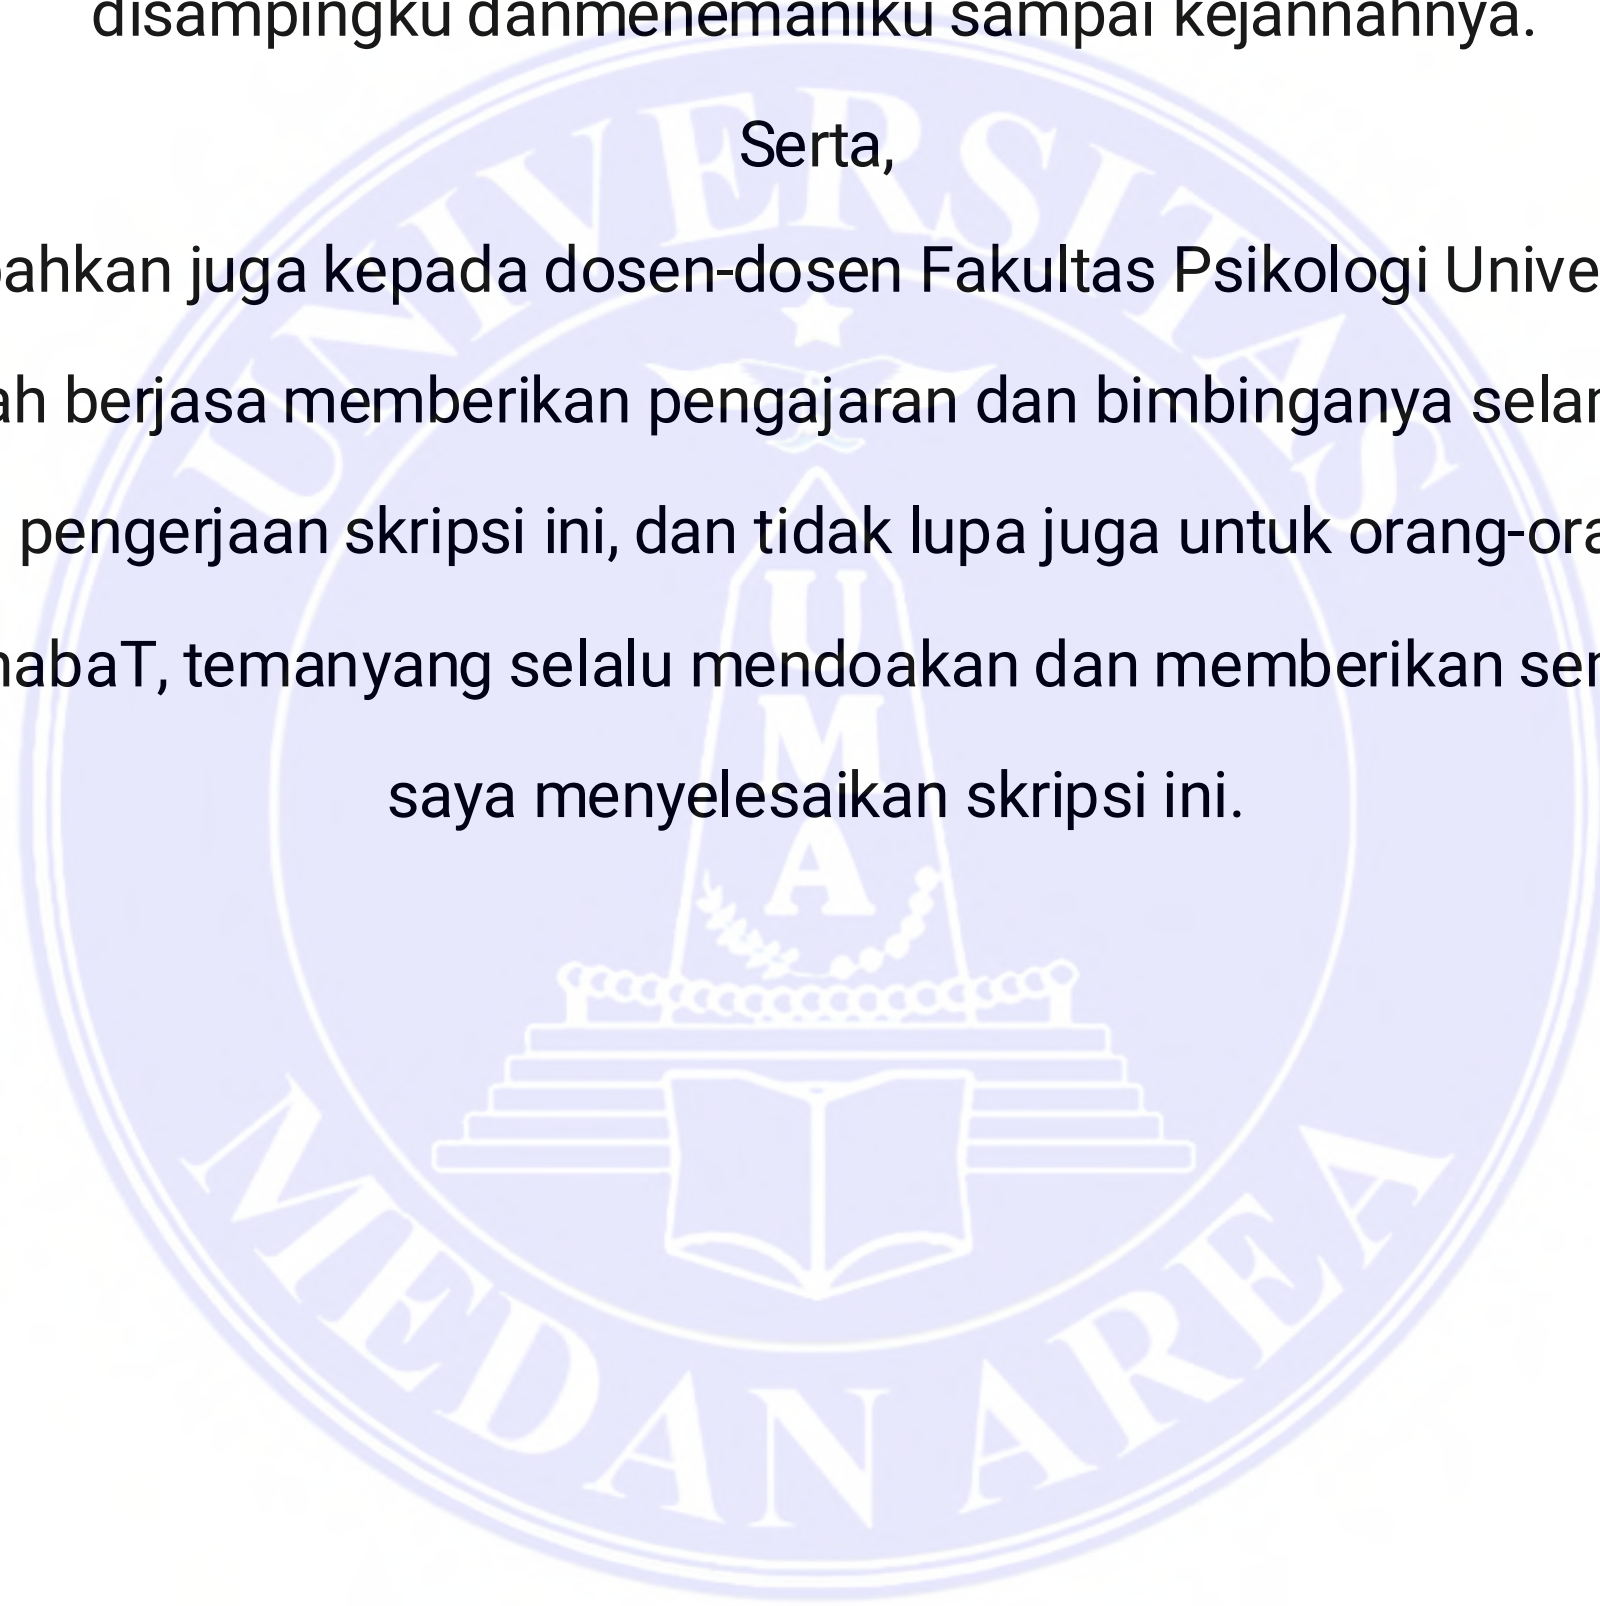 disampingku danmenemaniku sampai kejannahnya.
Serta,
ahkan juga kepada dosen-dosen Fakultas Psikologi Unive
ah berjasa memberikan pengajaran dan bimbinganya selam
pengerjaan skripsi ini, dan tidak lupa juga untuk orang-ora
habaT, temanyang selalu mendoakan dan memberikan sem
saya menyelesaikan skripsi ini.
UNIVERSITAS
U
M
A
MEDAN AREA